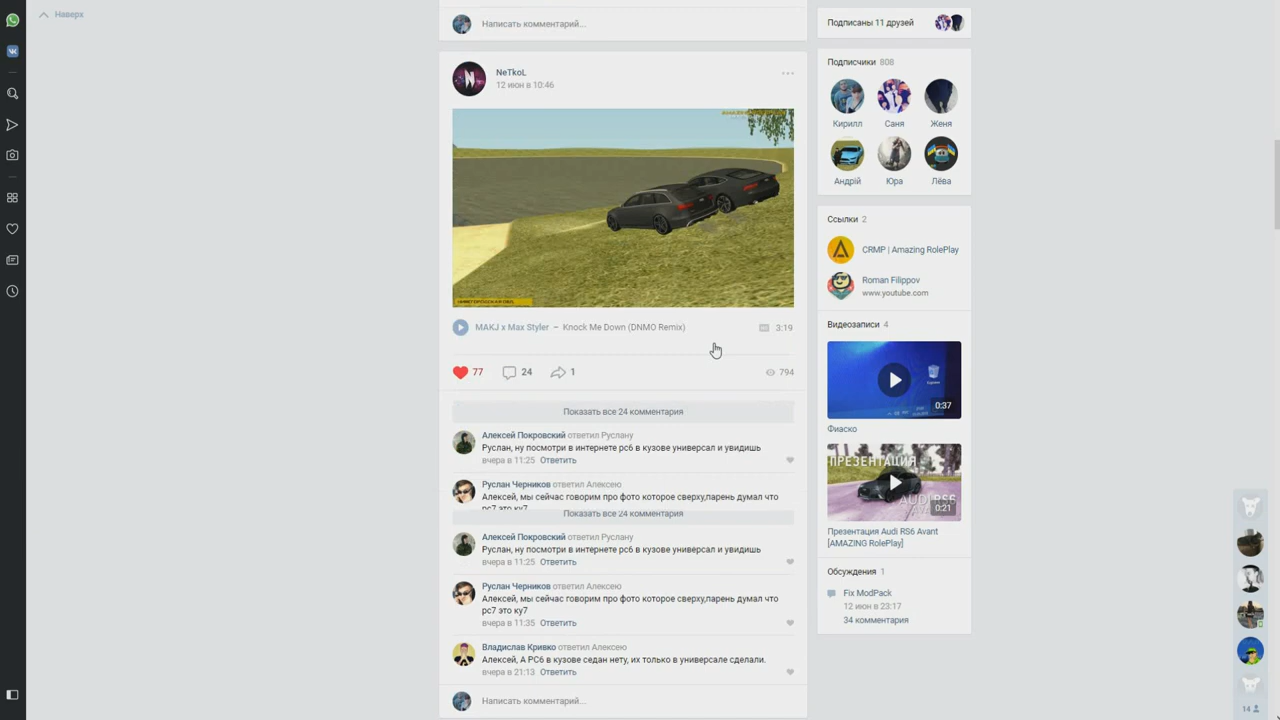 Наверх
Написать комментарий...
NeTkoL
12 июн в 10:46
MAKJ x Max Styler – Knock Me Down (DNMO Remix)
3:19
77
24
1
794
Показать все 24 комментария
Алексей Покровский ответил Руслану
Руслан, ну посмотри в интернете рс6 в кузове универсал и увидишь
вчера в 11:25 Ответить
Руслан Черников ответил Алексею
Алексей, мы сейчас говорим про фото которое сверху,парень думал что
рс7 это ку7
Показать все 24 комментария
Алексей Покровский ответил Руслану
Руслан, ну посмотри в интернете рс6 в кузове универсал и увидишь
вчера в 11:25 Ответить
Руслан Черников ответил Алексею
Алексей, мы сейчас говорим про фото которое сверху,парень думал что
рс7 это ку7
вчера в 11:35 Ответить
Владислав Кривко ответил Алексею
Алексей, А РС6 в кузове седан нету, их только в универсале сделали.
вчера в 21:13 Ответить
Написать комментарий...
Подписаны 11 друзей
Подписчики 808
Кирилл
Саня
Женя
Андрій
Юра
Лёва
Ссылки 2
CRMP | Amazing RolePlay
Roman Filippov
www.youtube.com
Видеозаписи 4
0:37
Фиаско
ПРЕЗЕНТАЦИЯ
AUDI RS6
0:21
Презентация Audi RS6 Avant
[AMAZING RolePlay]
Обсуждения 1
Fix ModPack
12 июн в 23:17
34 комментария
14